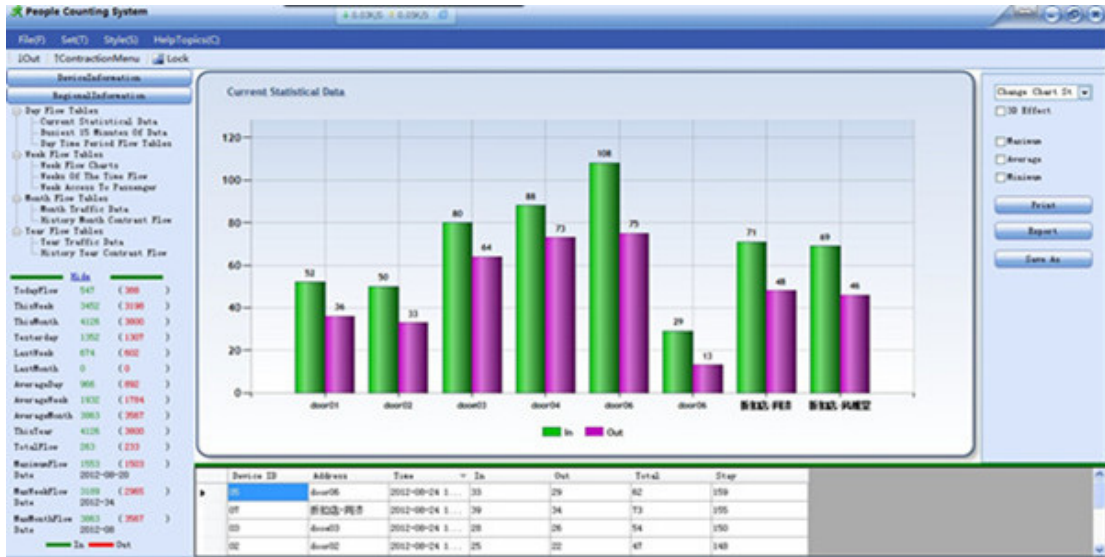 People Counting System
File(F) Set(T) Style(S) HelpTopics(C)
Out ContractionMenu Lock
DeviceInformation
RegionalInformation
Day Flow Tables
Current Statistical Data
Busiest 15 Minutes Of Data
Day Time Period Flow Tables
Week Flow Tables
Week Flow Charts
Weeks Of The Time Flow
Week Access To Passenger
Month Flow Tables
Month Traffic Data
History Month Contrast Flow
Year Flow Tables
Year Traffic Data
History Year Contrast Flow
Hide
TodayFlow 547 ( 388 )
ThisWeek 3452 ( 3198 )
ThisMonth 4126 ( 3800 )
Yesterday 1352 ( 1307 )
LastWeek 674 ( 602 )
LastMonth 0 ( 0 )
AverageDay ( 692 )
AverageWeek 1932 ( 1784 )
AverageMonth 3863 ( 3567 )
ThisYear 4126 ( 3800 )
TotalFlow 263 ( 233 )
MaximumFlow 1553 ( 1503 )
Date 2012-08-20
MaxWeekFlow ( 2965 )
Date 2012-34
MaxMonthFlow 3863 ( 3567 )
Date 2012-08
In Out
Current Statistical Data
120
100
80
60
40
20
0
52 36 50 33 80 64 88 73 108 75 29 13 71 48 69 46
door01 door02 door03 door04 door06 door06
In Out
Change Chart St
3D Effect
Maximum
Average
Minimum
Print
Export
Save As
Device ID Address Time In Out Total Stay
05 door06 2012-08-24 1... 33 29 62 159
07 2012-08-24 1... 39 34 73 155
03 door03 2012-08-24 1... 28 26 54 150
02 door02 2012-08-24 1... 25 22 47 148